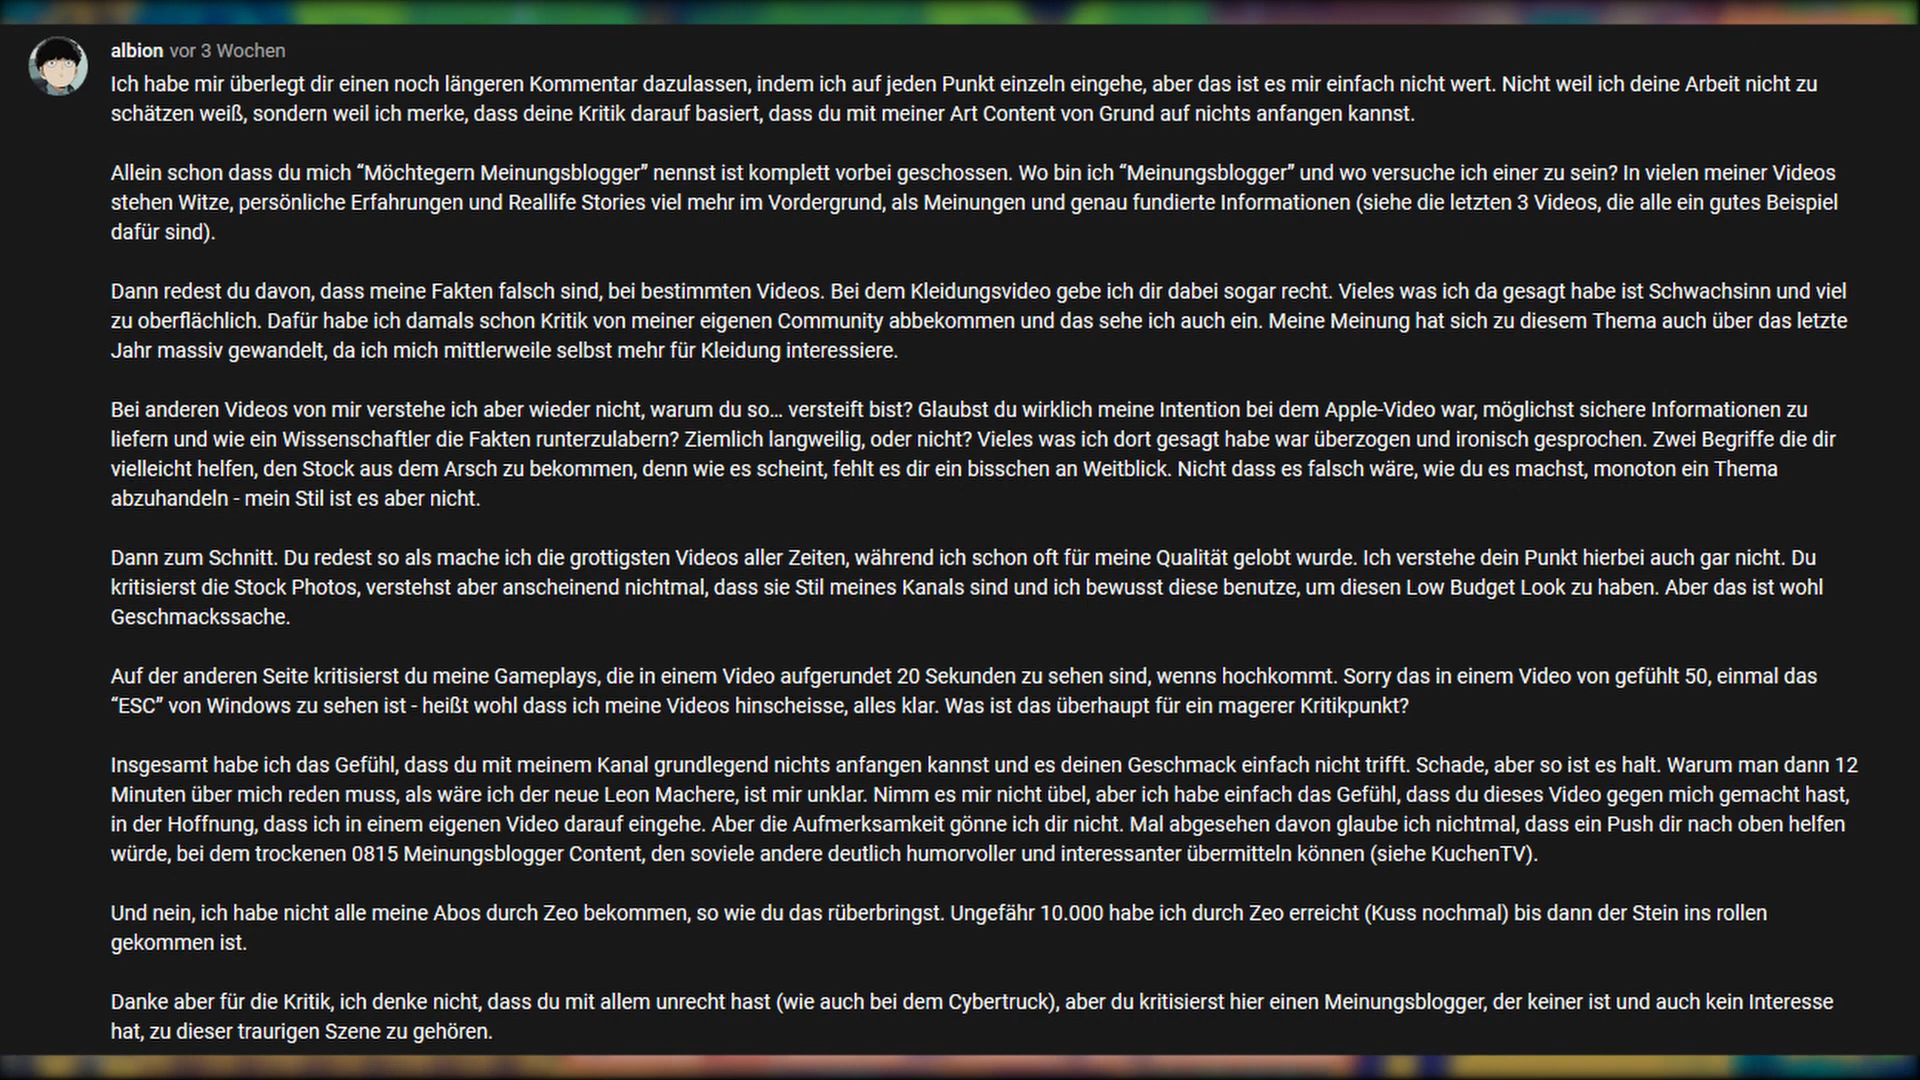 albion vor 3 Wochen
Ich habe mir überlegt dir einen noch längeren Kommentar dazulassen, indem ich auf jeden Punkt einzeln eingehe, aber das ist es mir einfach nicht wert. Nicht weil ich deine Arbeit nicht zu
schätzen weiß, sondern weil ich merke, dass deine Kritik darauf basiert, dass du mit meiner Art Content von Grund auf nichts anfangen kannst.
Allein schon dass du mich “Möchtegern Meinungsblogger” nennst ist komplett vorbei geschossen. Wo bin ich “Meinungsblogger” und wo versuche ich einer zu sein? In vielen meiner Videos
stehen Witze, persönliche Erfahrungen und Reallife Stories viel mehr im Vordergrund, als Meinungen und genau fundierte Informationen (siehe die letzten 3 Videos, die alle ein gutes Beispiel
dafür sind).
Dann redest du davon, dass meine Fakten falsch sind, bei bestimmten Videos. Bei dem Kleidungsvideo gebe ich dir dabei sogar recht. Vieles was ich da gesagt habe ist Schwachsinn und viel
zu oberflächlich. Dafür habe ich damals schon Kritik von meiner eigenen Community abbekommen und das sehe ich auch ein. Meine Meinung hat sich zu diesem Thema auch über das letzte
Jahr massiv gewandelt, da ich mich mittlerweile selbst mehr für Kleidung interessiere.
Bei anderen Videos von mir verstehe ich aber wieder nicht, warum du so... versteift bist? Glaubst du wirklich meine Intention bei dem Apple-Video war, möglichst sichere Informationen zu
liefern und wie ein Wissenschaftler die Fakten runterzulabern? Ziemlich langweilig, oder nicht? Vieles was ich dort gesagt habe war überzogen und ironisch gesprochen. Zwei Begriffe die dir
vielleicht helfen, den Stock aus dem Arsch zu bekommen, denn wie es scheint, fehlt es dir ein bisschen an Weitblick. Nicht dass es falsch wäre, wie du es machst, monoton ein Thema
abzuhandeln - mein Stil ist es aber nicht.
Dann zum Schnitt. Du redest so als mache ich die grottigsten Videos aller Zeiten, während ich schon oft für meine Qualität gelobt wurde. Ich verstehe dein Punkt hierbei auch gar nicht. Du
kritisierst die Stock Photos, verstehst aber anscheinend nichtmal, dass sie Stil meines Kanals sind und ich bewusst diese benutze, um diesen Low Budget Look zu haben. Aber das ist wohl
Geschmackssache.
Auf der anderen Seite kritisierst du meine Gameplays, die in einem Video aufgerundet 20 Sekunden zu sehen sind, wenns hochkommt. Sorry das in einem Video von gefühlt 50, einmal das
“ESC” von Windows zu sehen ist - heißt wohl dass ich meine Videos hinscheisse, alles klar. Was ist das überhaupt für ein magerer Kritikpunkt?
Insgesamt habe ich das Gefühl, dass du mit meinem Kanal grundlegend nichts anfangen kannst und es deinen Geschmack einfach nicht trifft. Schade, aber so ist es halt. Warum man dann 12
Minuten über mich reden muss, als wäre ich der neue Leon Machere, ist mir unklar. Nimm es mir nicht übel, aber ich habe einfach das Gefühl, dass du dieses Video gegen mich gemacht hast,
in der Hoffnung, dass ich in einem eigenen Video darauf eingehe. Aber die Aufmerksamkeit gönne ich dir nicht. Mal abgesehen davon glaube ich nichtmal, dass ein Push dir nach oben helfen
würde, bei dem trockenen 0815 Meinungsblogger Content, den soviele andere deutlich humorvoller und interessanter übermitteln können (siehe KuchenTV).
Und nein, ich habe nicht alle meine Abos durch Zeo bekommen, so wie du das rüberbringst. Ungefähr 10.000 habe ich durch Zeo erreicht (Kuss nochmal) bis dann der Stein ins rollen
gekommen ist.
Danke aber für die Kritik, ich denke nicht, dass du mit allem unrecht hast (wie auch bei dem Cybertruck), aber du kritisierst hier einen Meinungsblogger, der keiner ist und auch kein Interesse
hat, zu dieser traurigen Szene zu gehören.